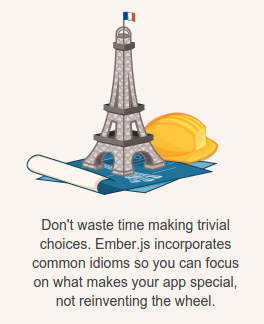 Don't waste time making trivial
choices. Ember.js incorporates
common idioms so you can focus
on what makes your app special,
not reinventing the wheel.